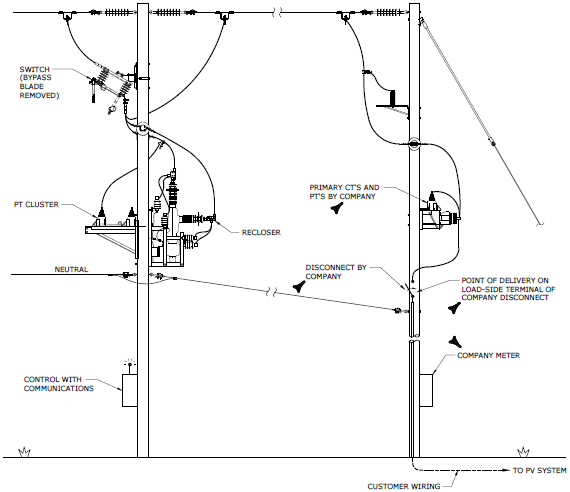 SWITCH
(BYPASS
BLADE
REMOVED)
PT CLUSTER
RECLOSER
PRIMARY CT'S AND
PT'S BY COMPANY
NEUTRAL
DISCONNECT BY
COMPANY
POINT OF DELIVERY ON
LOAD-SIDE TERMINAL OF
COMPANY DISCONNECT
CONTROL WITH
COMMUNICATIONS
COMPANY METER
TO PV SYSTEM
CUSTOMER WIRING